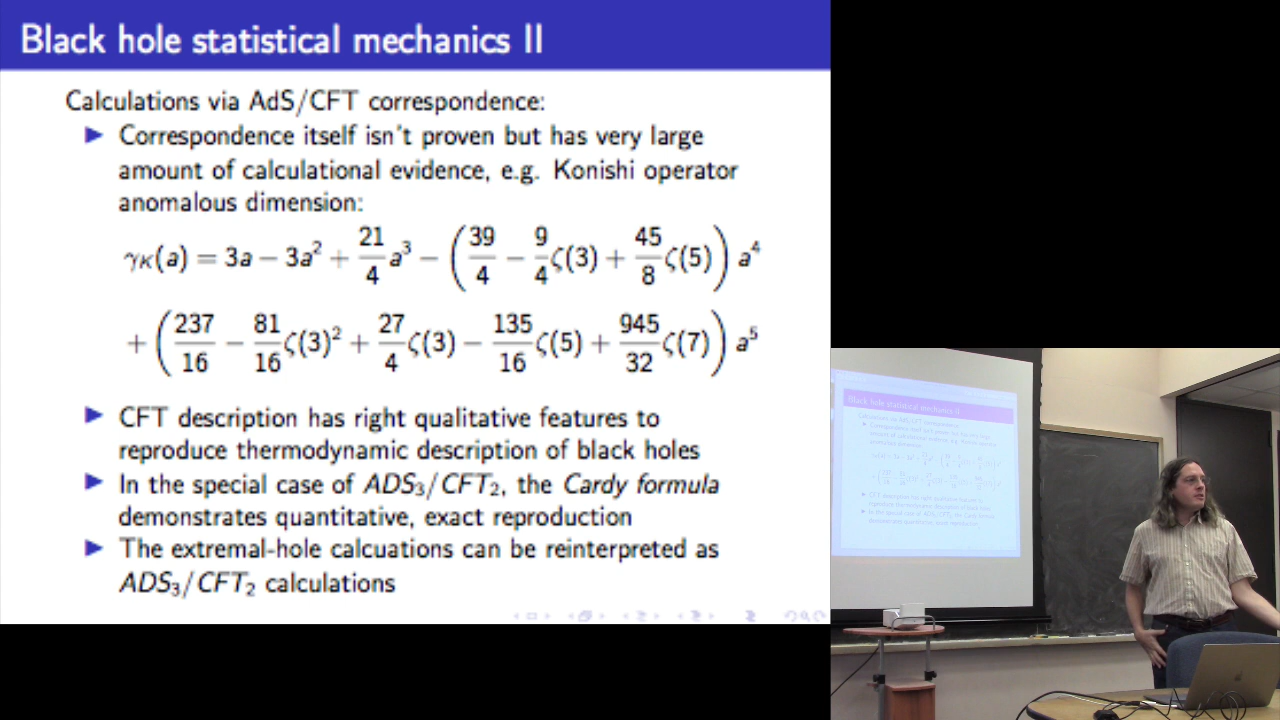 Black hole statistical mechanics II
Calculations via AdS/CFT correspondence:
▶ Correspondence itself isn't proven but has very large
amount of calculational evidence, e.g. Konishi operator
anomalous dimension:
γ_K(a) = 3a − 3a² + 21/4 a³ − (39/4 − 9/4 ζ(3) + 45/8 ζ(5)) a⁴
+ (237/16 − 81/16 ζ(3)² + 27/4 ζ(3) − 135/16 ζ(5) + 945/32 ζ(7)) a⁵
▶ CFT description has right qualitative features to
reproduce thermodynamic description of black holes
▶ In the special case of ADS₃/CFT₂, the Cardy formula
demonstrates quantitative, exact reproduction
▶ The extremal-hole calcuations can be reinterpreted as
ADS₃/CFT₂ calculations
Black hole statistical mechanics II